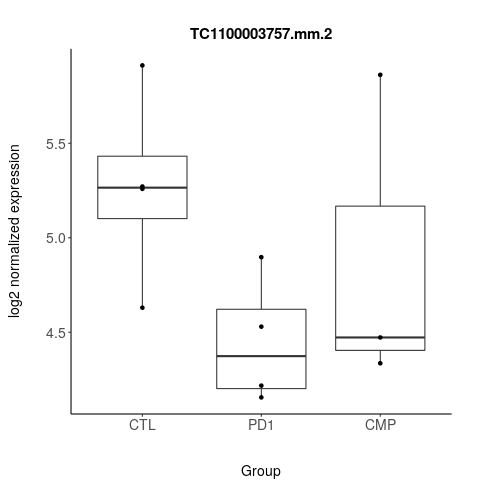 TC1100003757.mm.2
log2 normalized expression
5.5
5.0
4.5
CTL PD1 CMP
Group